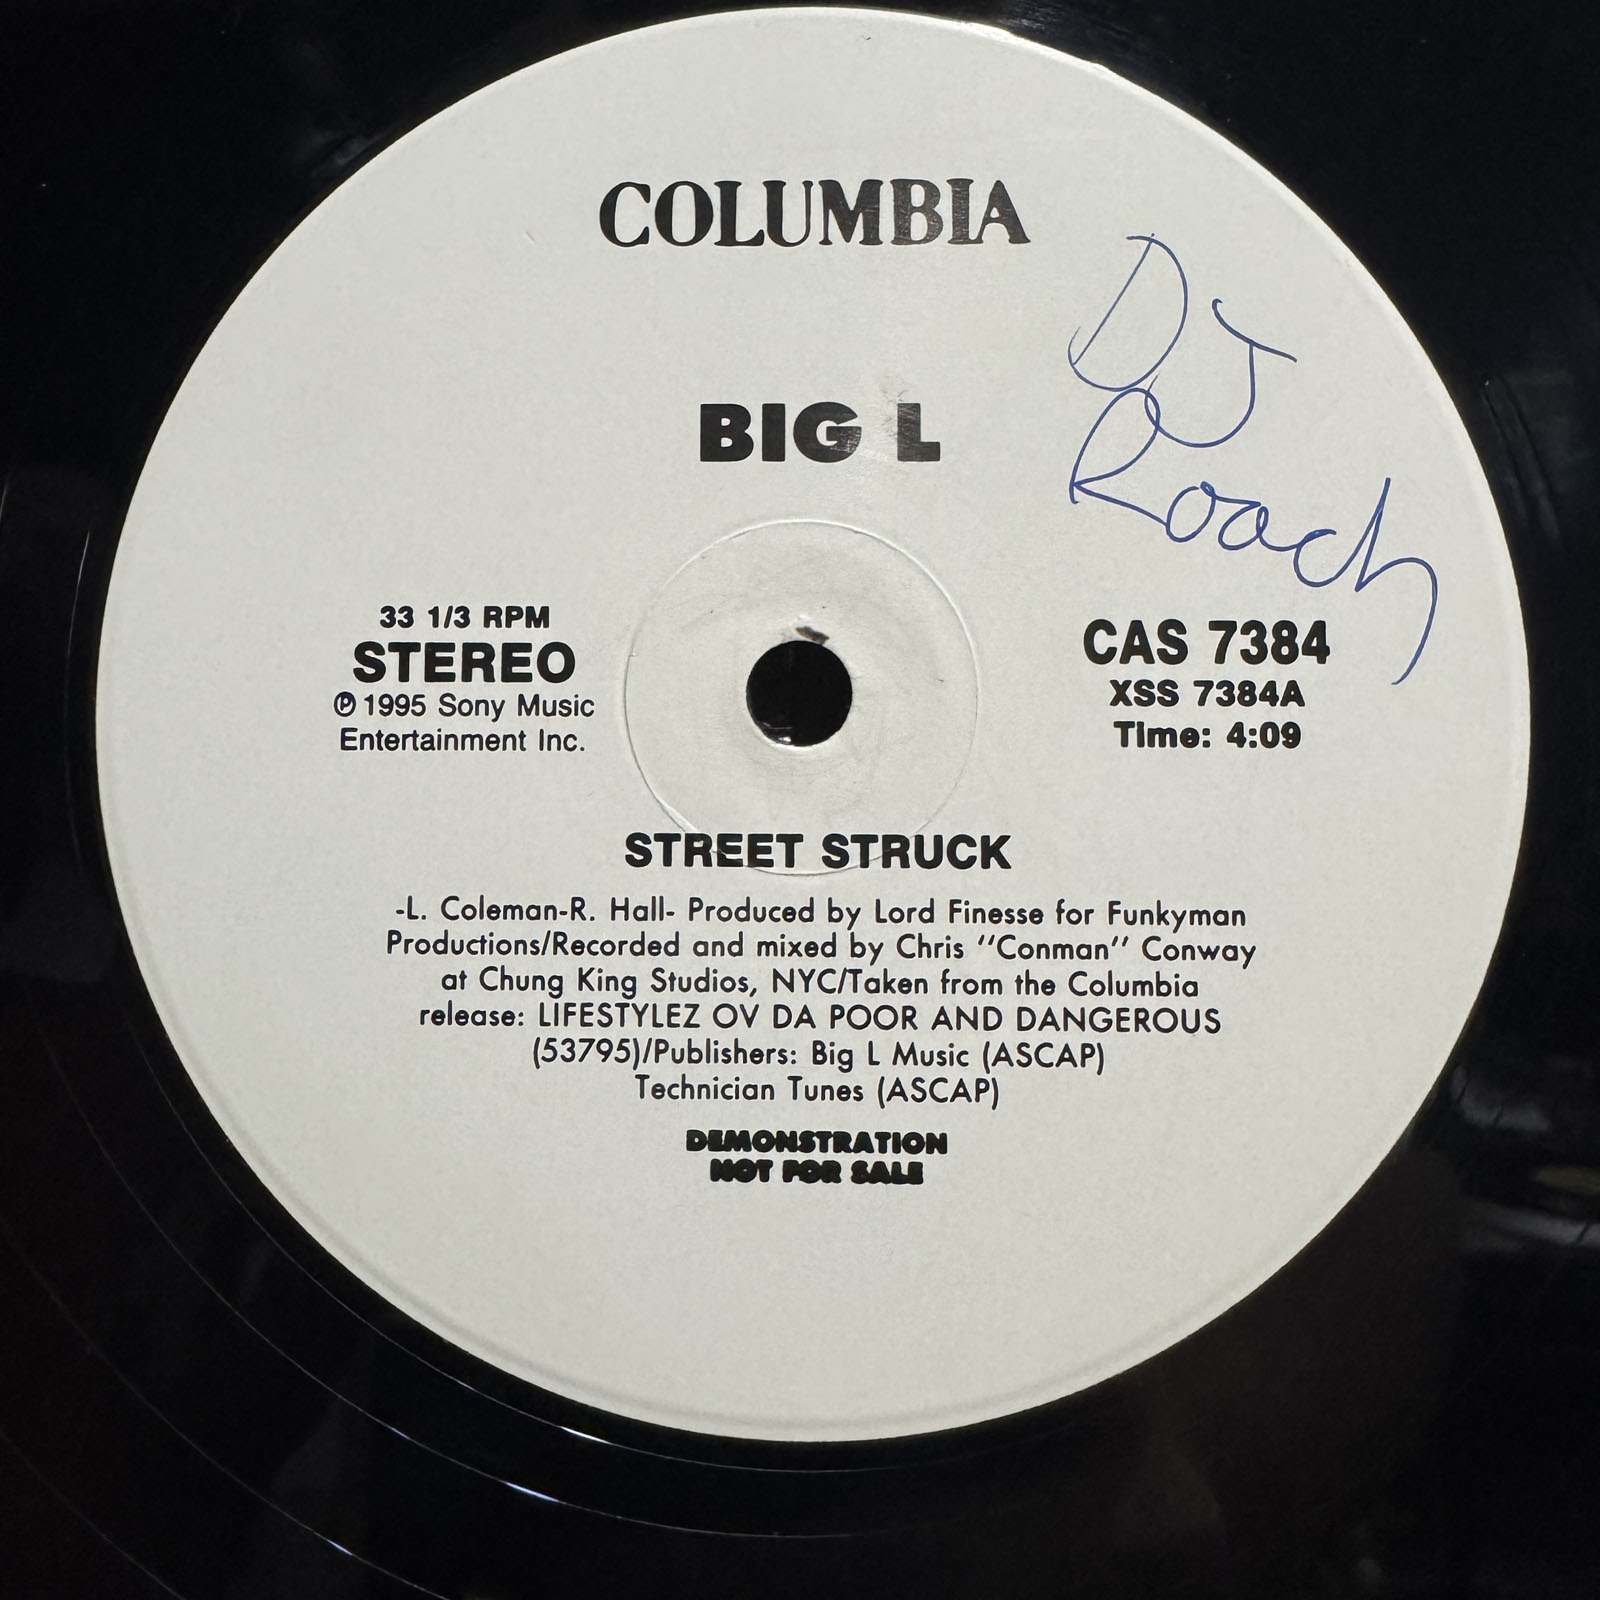 COLUMBIA
DJ
Roach
BIG L
33 1/3 RPM
STEREO
℗ 1995 Sony Music
Entertainment Inc.
CAS 7384
XSS 7384A
Time: 4:09
STREET STRUCK
-L. Coleman-R. Hall- Produced by Lord Finesse for Funkyman
Productions/Recorded and mixed by Chris "Conman" Conway
at Chung King Studios, NYC/Taken from the Columbia
release: LIFESTYLEZ OV DA POOR AND DANGEROUS
(53795)/Publishers: Big L Music (ASCAP)
Technician Tunes (ASCAP)
DEMONSTRATION
NOT FOR SALE